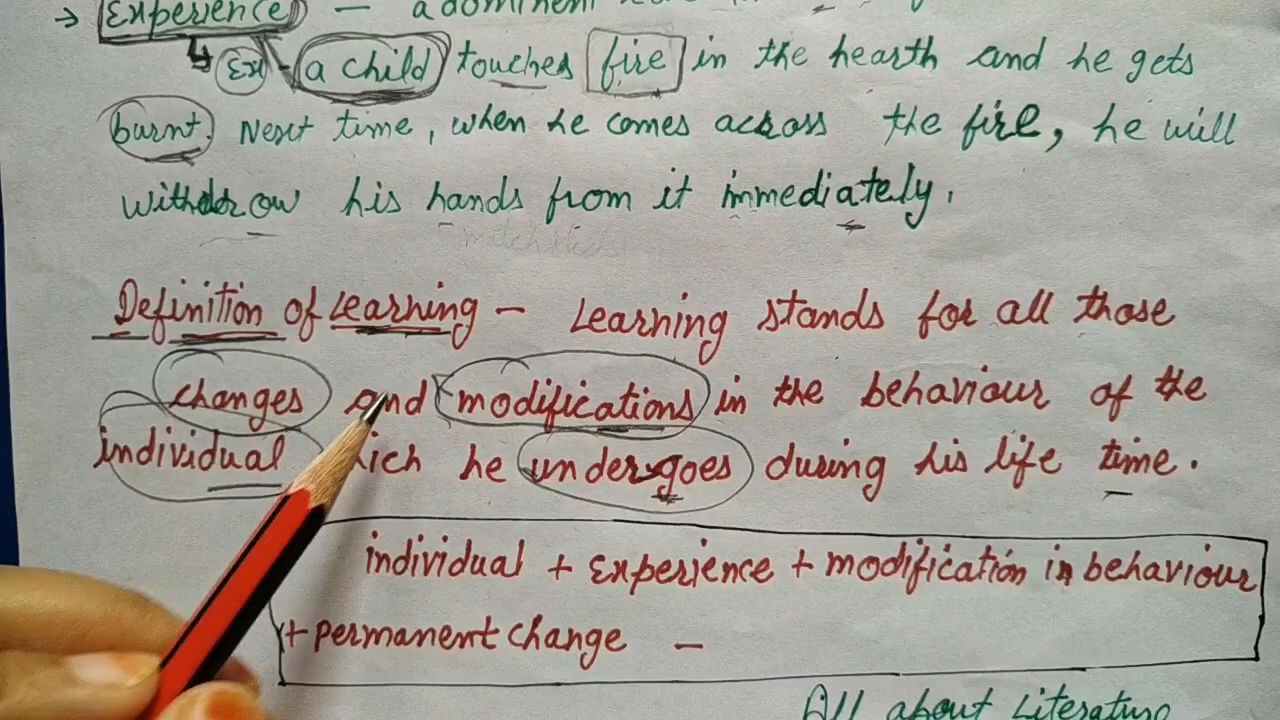 → Experience — a dominent
Ex - a child touches fire in the hearth and he gets
burnt. Next time, when he comes across the fire, he will
withdrow his hands from it immediately.
Definition of Learning - Learning stands for all those
changes and modifications in the behaviour of the
individual which he undergoes during his life time.
individual + Experience + modification in behaviour
+ permanent change -
All about Literature